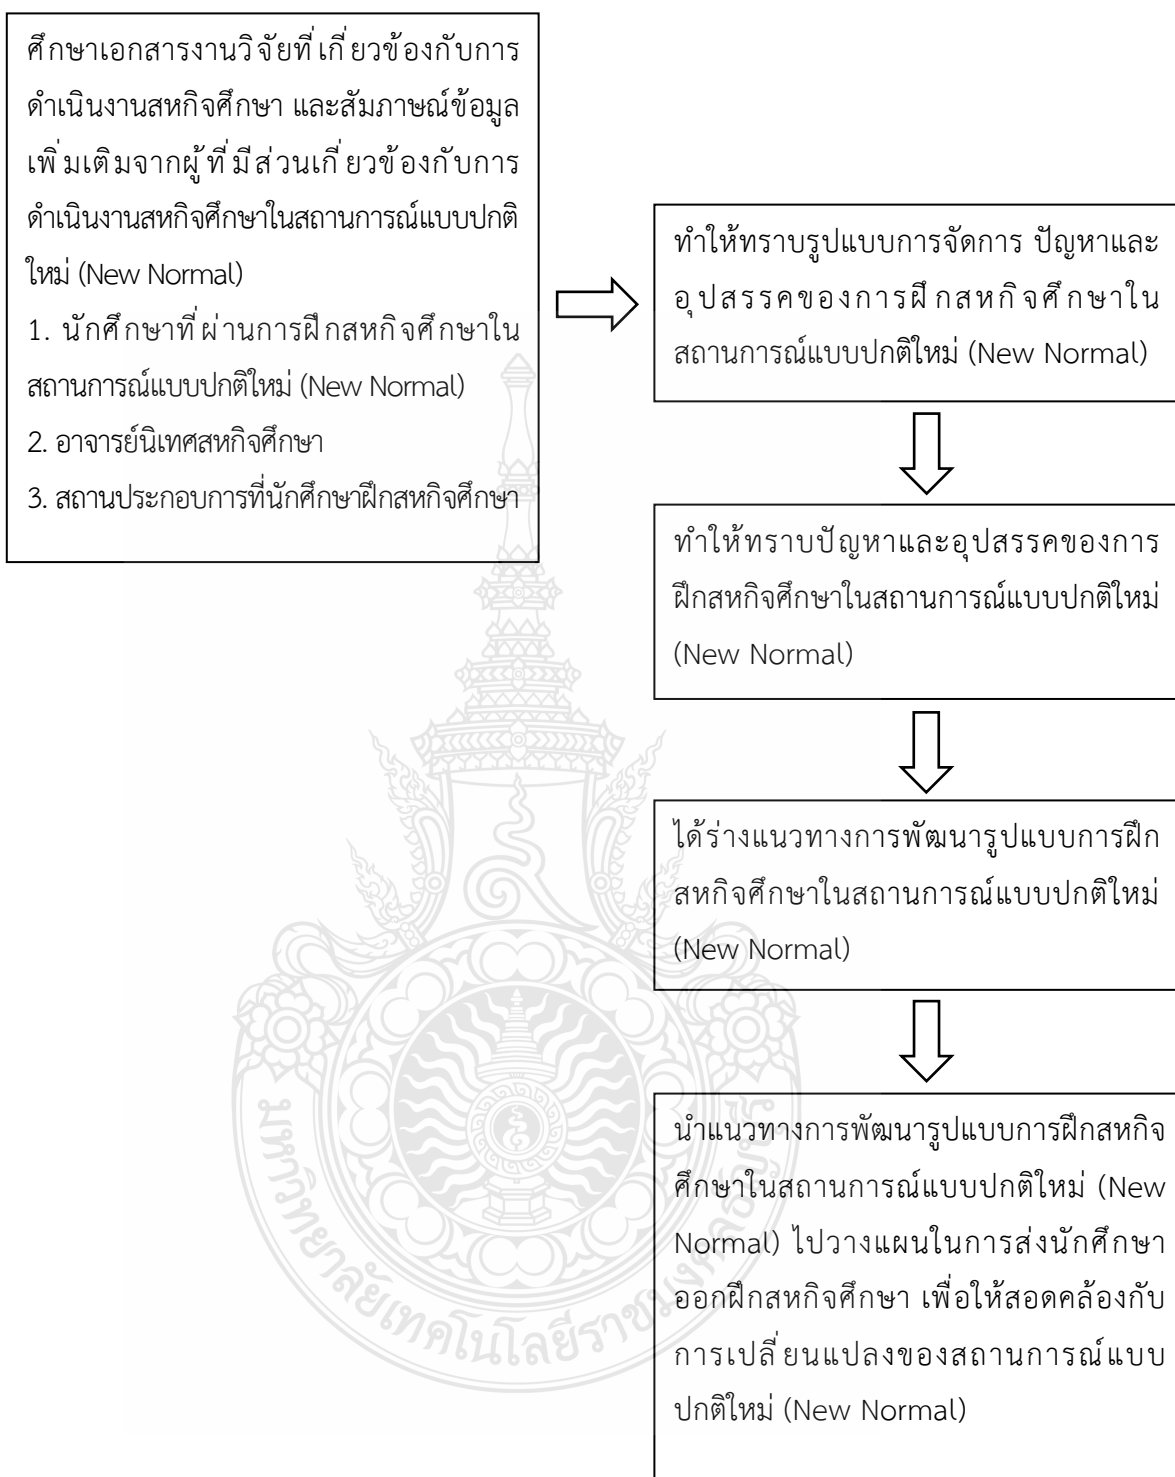 ศึกษาเอกสารงานวิจัยที่เกี่ยวข้องกับการ
ดำเนินงานสหกิจศึกษา และสัมภาษณ์ข้อมูล
เพิ่มเติมจากผู้ที่มีส่วนเกี่ยวข้องกับการ
ดำเนินงานสหกิจศึกษาในสถานการณ์แบบปกติ
ใหม่ (New Normal)
1. นักศึกษาที่ผ่านการฝึกสหกิจศึกษาใน
สถานการณ์แบบปกติใหม่ (New Normal)
2. อาจารย์นิเทศสหกิจศึกษา
3. สถานประกอบการที่นักศึกษาฝึกสหกิจศึกษา
ทำให้ทราบรูปแบบการจัดการ ปัญหาและ
อุปสรรคของการฝึกสหกิจศึกษาใน
สถานการณ์แบบปกติใหม่ (New Normal)
ทำให้ทราบปัญหาและอุปสรรคของการ
ฝึกสหกิจศึกษาในสถานการณ์แบบปกติใหม่
(New Normal)
ได้ร่างแนวทางการพัฒนารูปแบบการฝึก
สหกิจศึกษาในสถานการณ์แบบปกติใหม่
(New Normal)
นำแนวทางการพัฒนารูปแบบการฝึกสหกิจ
ศึกษาในสถานการณ์แบบปกติใหม่ (New
Normal) ไปวางแผนในการส่งนักศึกษา
ออกฝึกสหกิจศึกษา เพื่อให้สอดคล้องกับ
การเปลี่ยนแปลงของสถานการณ์แบบ
ปกติใหม่ (New Normal)
มหาวิทยาลัยเทคโนโลยีราชมงคลธัญบุรี